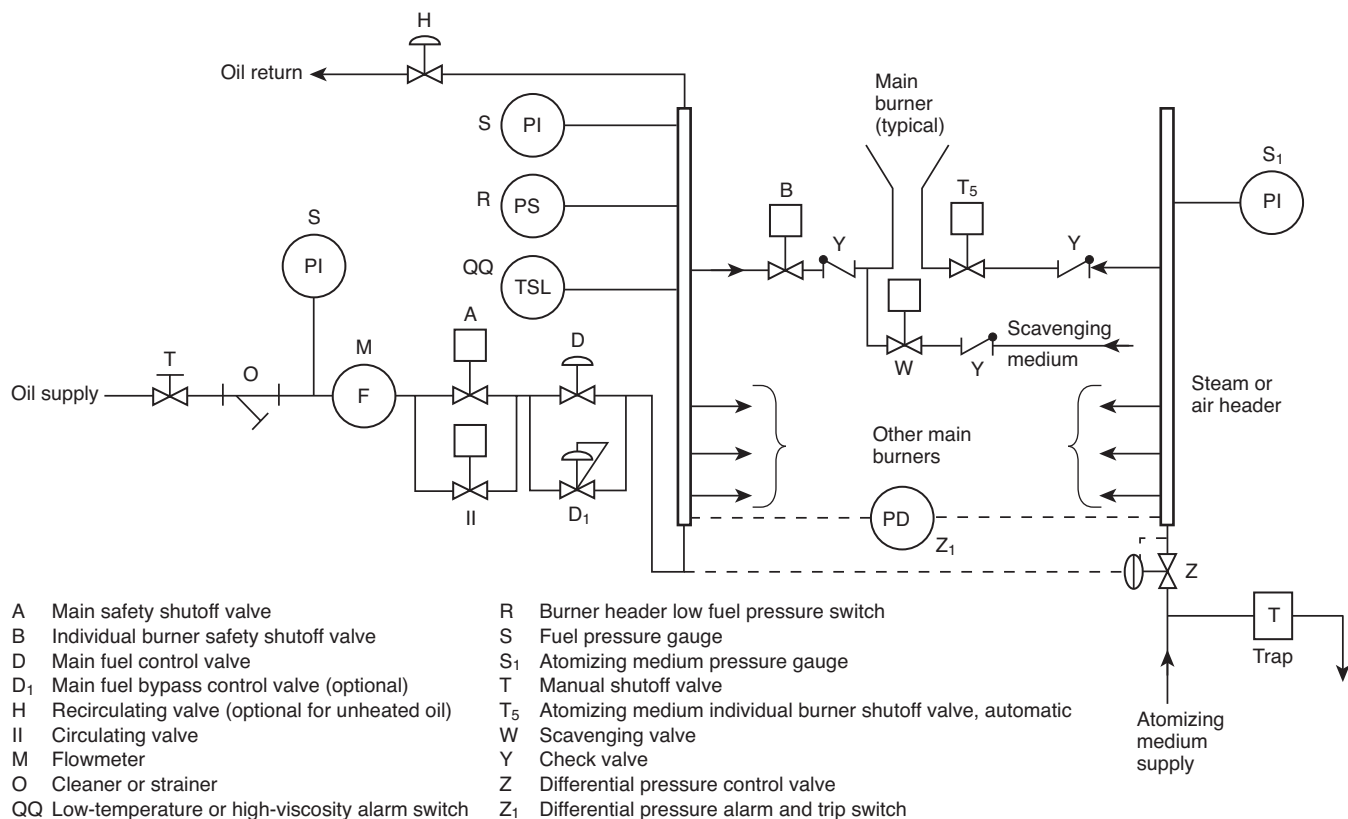 H
Oil return
S
PI
R
PS
QQ
TSL
Main
burner
(typical)
B
Y
T5
Y
S1
PI
S
PI
A
D
W
Y
Scavenging
medium
Oil supply
T
O
M
F
II
D1
Other main
burners
Steam or
air header
PD
Z1
Z
T
Trap
Atomizing
medium
supply
A Main safety shutoff valve
B Individual burner safety shutoff valve
D Main fuel control valve
D1 Main fuel bypass control valve (optional)
H Recirculating valve (optional for unheated oil)
II Circulating valve
M Flowmeter
O Cleaner or strainer
QQ Low-temperature or high-viscosity alarm switch
R Burner header low fuel pressure switch
S Fuel pressure gauge
S1 Atomizing medium pressure gauge
T Manual shutoff valve
T5 Atomizing medium individual burner shutoff valve, automatic
W Scavenging valve
Y Check valve
Z Differential pressure control valve
Z1 Differential pressure alarm and trip switch